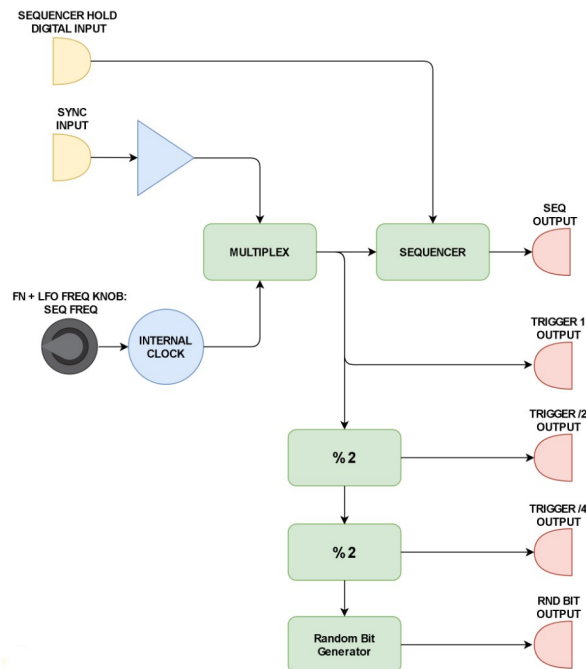 SEQUENCER HOLD
DIGITAL INPUT
SYNC
INPUT
SEQ
OUTPUT
MULTIPLEX
SEQUENCER
FN + LFO FREQ KNOB:
SEQ FREQ
INTERNAL
CLOCK
TRIGGER 1
OUTPUT
TRIGGER /2
OUTPUT
% 2
TRIGGER /4
OUTPUT
% 2
RND BIT
OUTPUT
Random Bit
Generator